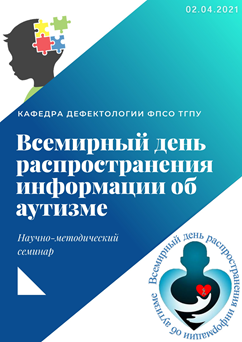 02.04.2021
КАФЕДРА ДЕФЕКТОЛОГИИ ФПСО ТГПУ
Всемирный день
распространения
информации об
аутизме
Научно-методический
семинар
Всемирный день распространения
информации об аутизме